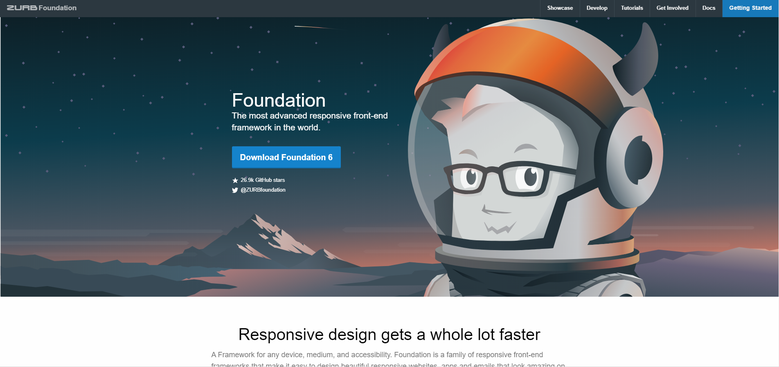 ZURB Foundation
Showcase Develop Tutorials Get Involved Docs Getting Started
Foundation
The most advanced responsive front-end
framework in the world.
Download Foundation 6
26.9k GitHub stars
@ZURBfoundation
Responsive design gets a whole lot faster
A Framework for any device, medium, and accessibility. Foundation is a family of responsive front-end
frameworks that make it easy to design beautiful responsive websites, apps and emails that look amazing on